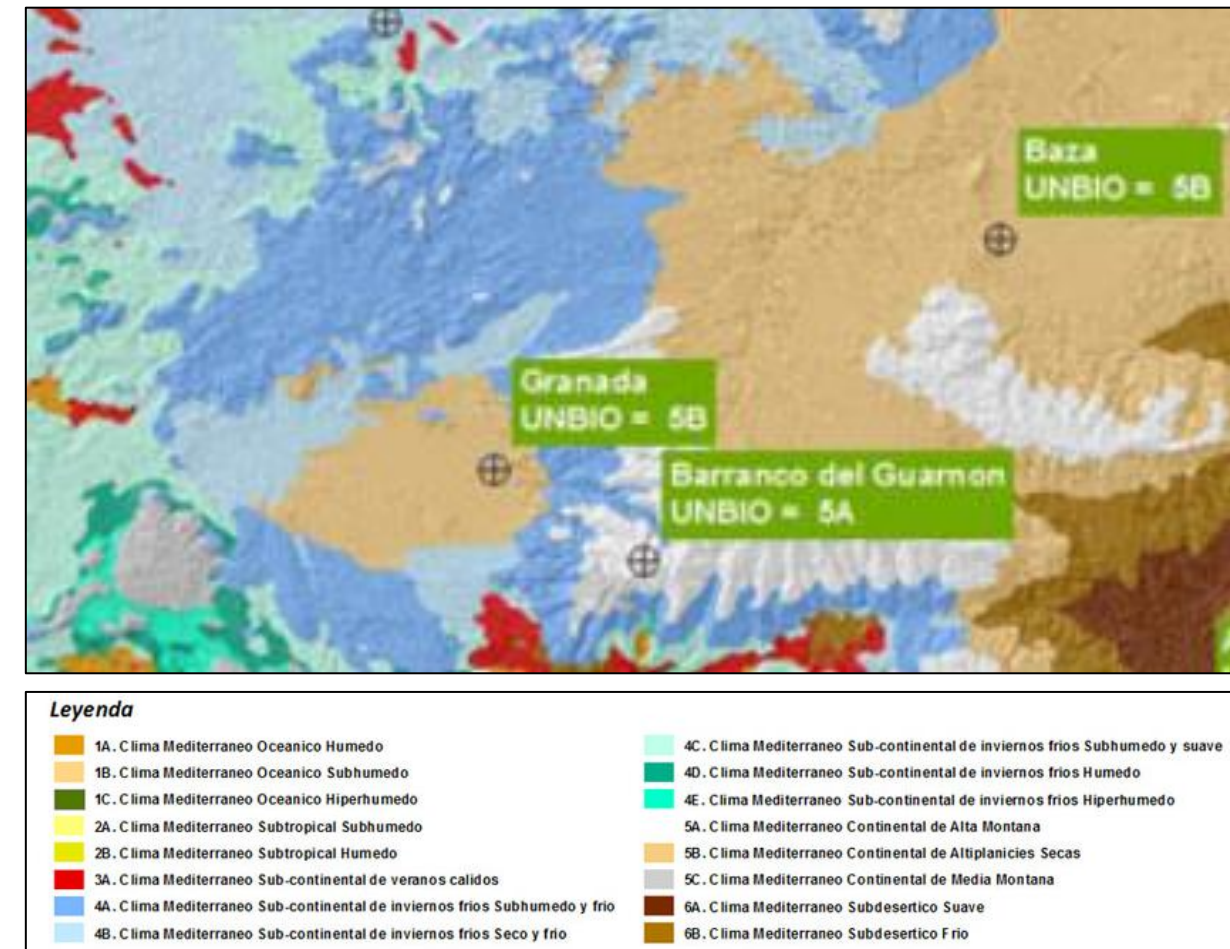 Baza
UNBIO = 5B
Granada
UNBIO = 5B
Barranco del Guarnon
UNBIO = 5A
Leyenda
1A. Clima Mediterraneo Oceanico Humedo
1B. Clima Mediterraneo Oceanico Subhumedo
1C. Clima Mediterraneo Oceanico Hiperhumedo
2A. Clima Mediterraneo Subtropical Subhumedo
2B. Clima Mediterraneo Subtropical Humedo
3A. Clima Mediterraneo Sub-continental de veranos calidos
4A. Clima Mediterraneo Sub-continental de inviernos frios Subhumedo y frio
4B. Clima Mediterraneo Sub-continental de inviernos frios Seco y frio
4C. Clima Mediterraneo Sub-continental de inviernos frios Subhumedo y suave
4D. Clima Mediterraneo Sub-continental de inviernos frios Humedo
4E. Clima Mediterraneo Sub-continental de inviernos frios Hiperhumedo
5A. Clima Mediterraneo Continental de Alta Montana
5B. Clima Mediterraneo Continental de Altiplanicies Secas
5C. Clima Mediterraneo Continental de Media Montana
6A. Clima Mediterraneo Subdesertico Suave
6B. Clima Mediterraneo Subdesertico Frio